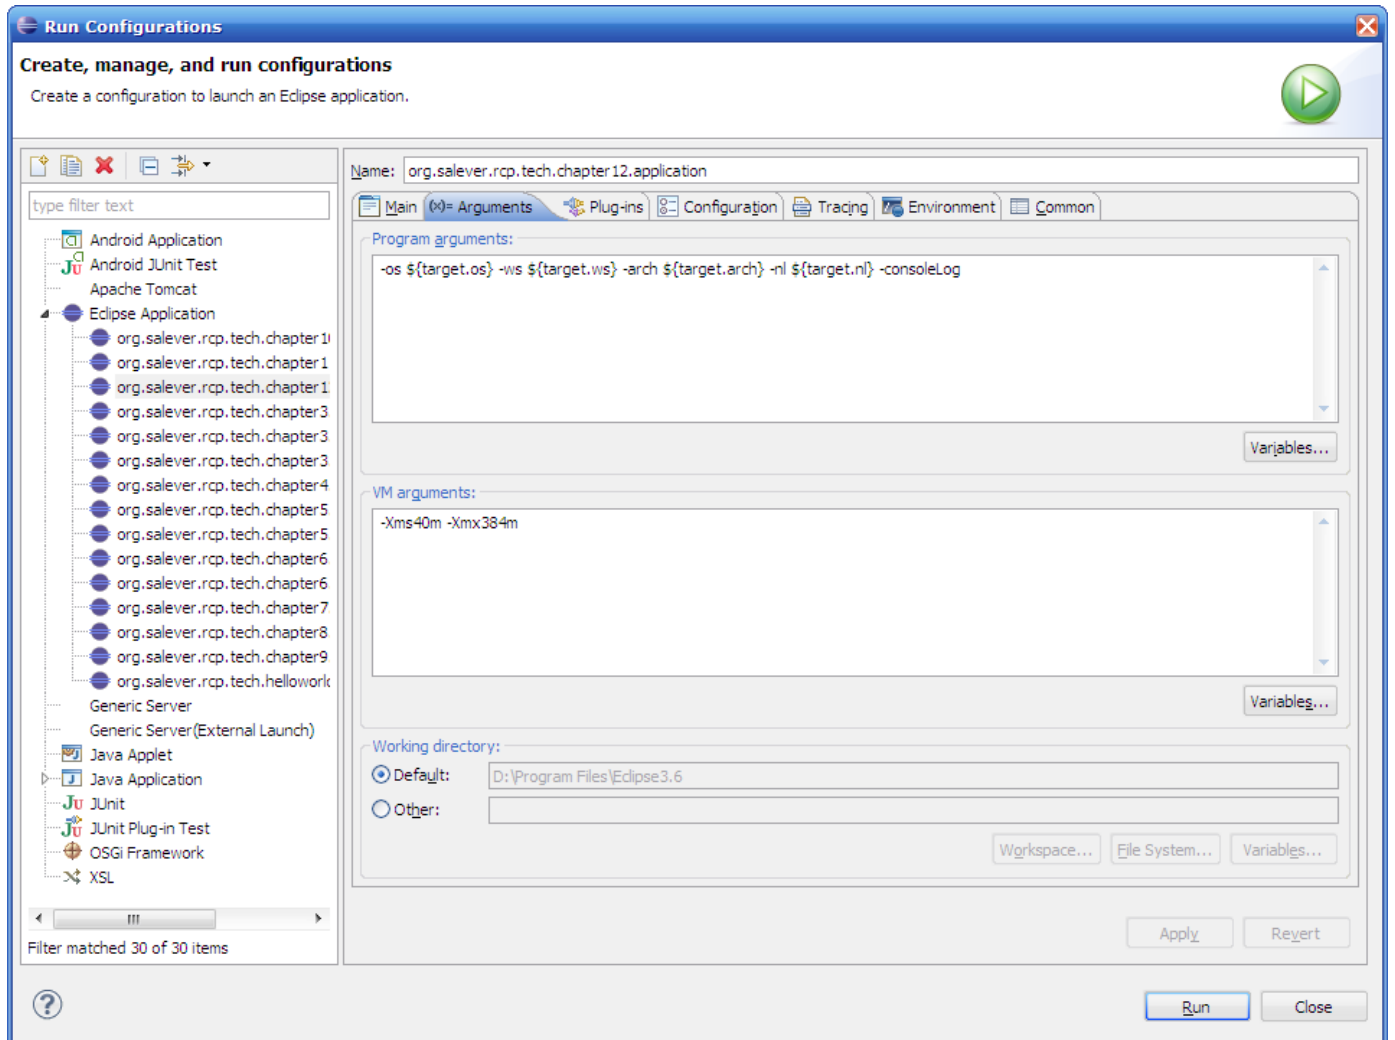 Run Configurations
Create, manage, and run configurations
Create a configuration to launch an Eclipse application.
type filter text
Android Application
Android JUnit Test
Apache Tomcat
Eclipse Application
org.salever.rcp.tech.chapter10
org.salever.rcp.tech.chapter1
org.salever.rcp.tech.chapter1
org.salever.rcp.tech.chapter3
org.salever.rcp.tech.chapter3
org.salever.rcp.tech.chapter3
org.salever.rcp.tech.chapter4
org.salever.rcp.tech.chapter5
org.salever.rcp.tech.chapter5
org.salever.rcp.tech.chapter6
org.salever.rcp.tech.chapter6
org.salever.rcp.tech.chapter7
org.salever.rcp.tech.chapter8
org.salever.rcp.tech.chapter9
org.salever.rcp.tech.helloworld
Generic Server
Generic Server(External Launch)
Java Applet
Java Application
JUnit
JUnit Plug-in Test
OSGi Framework
XSL
Filter matched 30 of 30 items
Name: org.salever.rcp.tech.chapter12.application
Main (x)= Arguments Plug-ins Configuration Tracing Environment Common
Program arguments:
-os ${target.os} -ws ${target.ws} -arch ${target.arch} -nl ${target.nl} -consoleLog
Variables...
VM arguments:
-Xms40m -Xmx384m
Variables...
Working directory:
Default: D:\Program Files\Eclipse3.6
Other:
Workspace... File System... Variables...
Apply Revert
Run Close